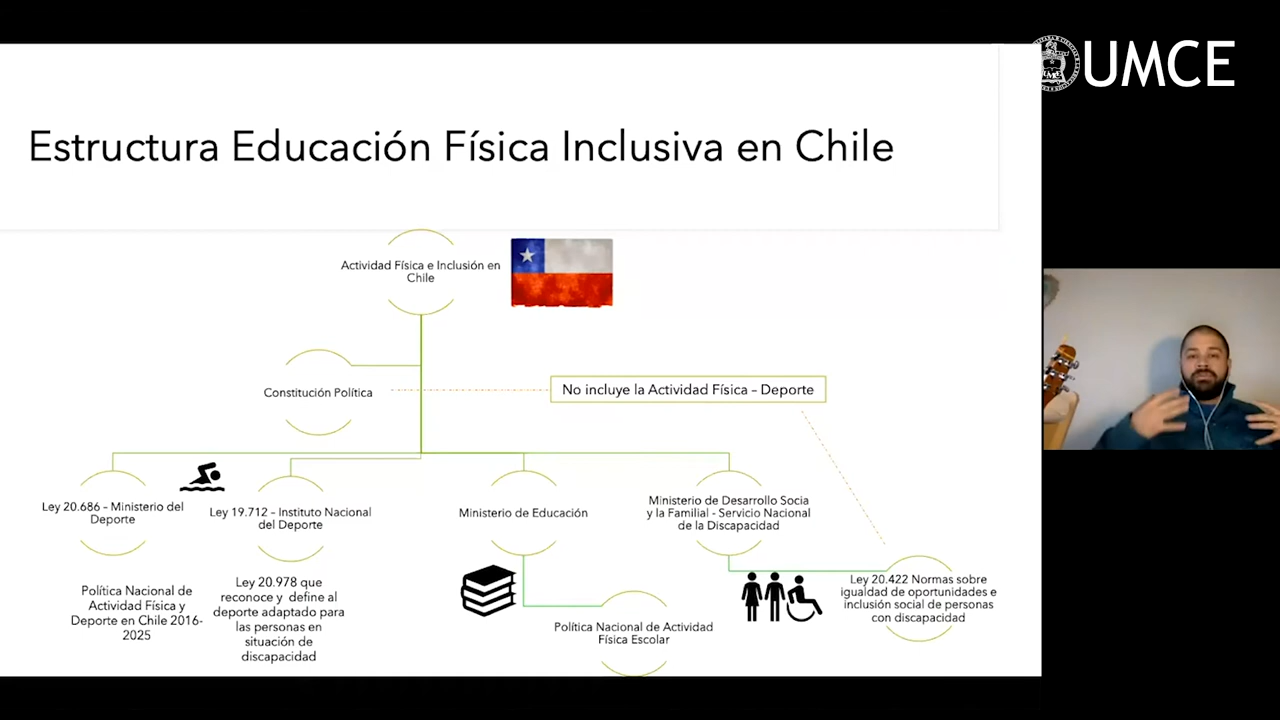 UMCE
Estructura Educación Física Inclusiva en Chile
Actividad Física e Inclusión en
Chile
Constitución Política
No incluye la Actividad Física – Deporte
Ley 20.686 – Ministerio del
Deporte
Ley 19.712 – Instituto Nacional
del Deporte
Ministerio de Educación
Ministerio de Desarrollo Socia
y la Familial - Servicio Nacional
de la Discapacidad
Política Nacional de
Actividad Física y
Deporte en Chile 2016-
2025
Ley 20.978 que
reconoce y define al
deporte adaptado para
las personas en
situación de
discapacidad
Política Nacional de Actividad
Física Escolar
Ley 20.422 Normas sobre
igualdad de oportunidades e
inclusión social de personas
con discapacidad